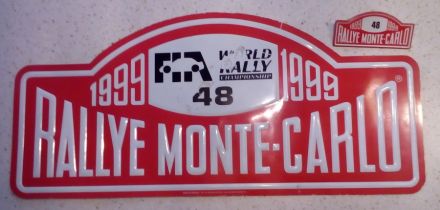 1999 FIA WORLD RALLY CHAMPIONSHIP 1999
48
RALLYE MONTE-CARLO ®
48
RALLYE MONTE-CARLO